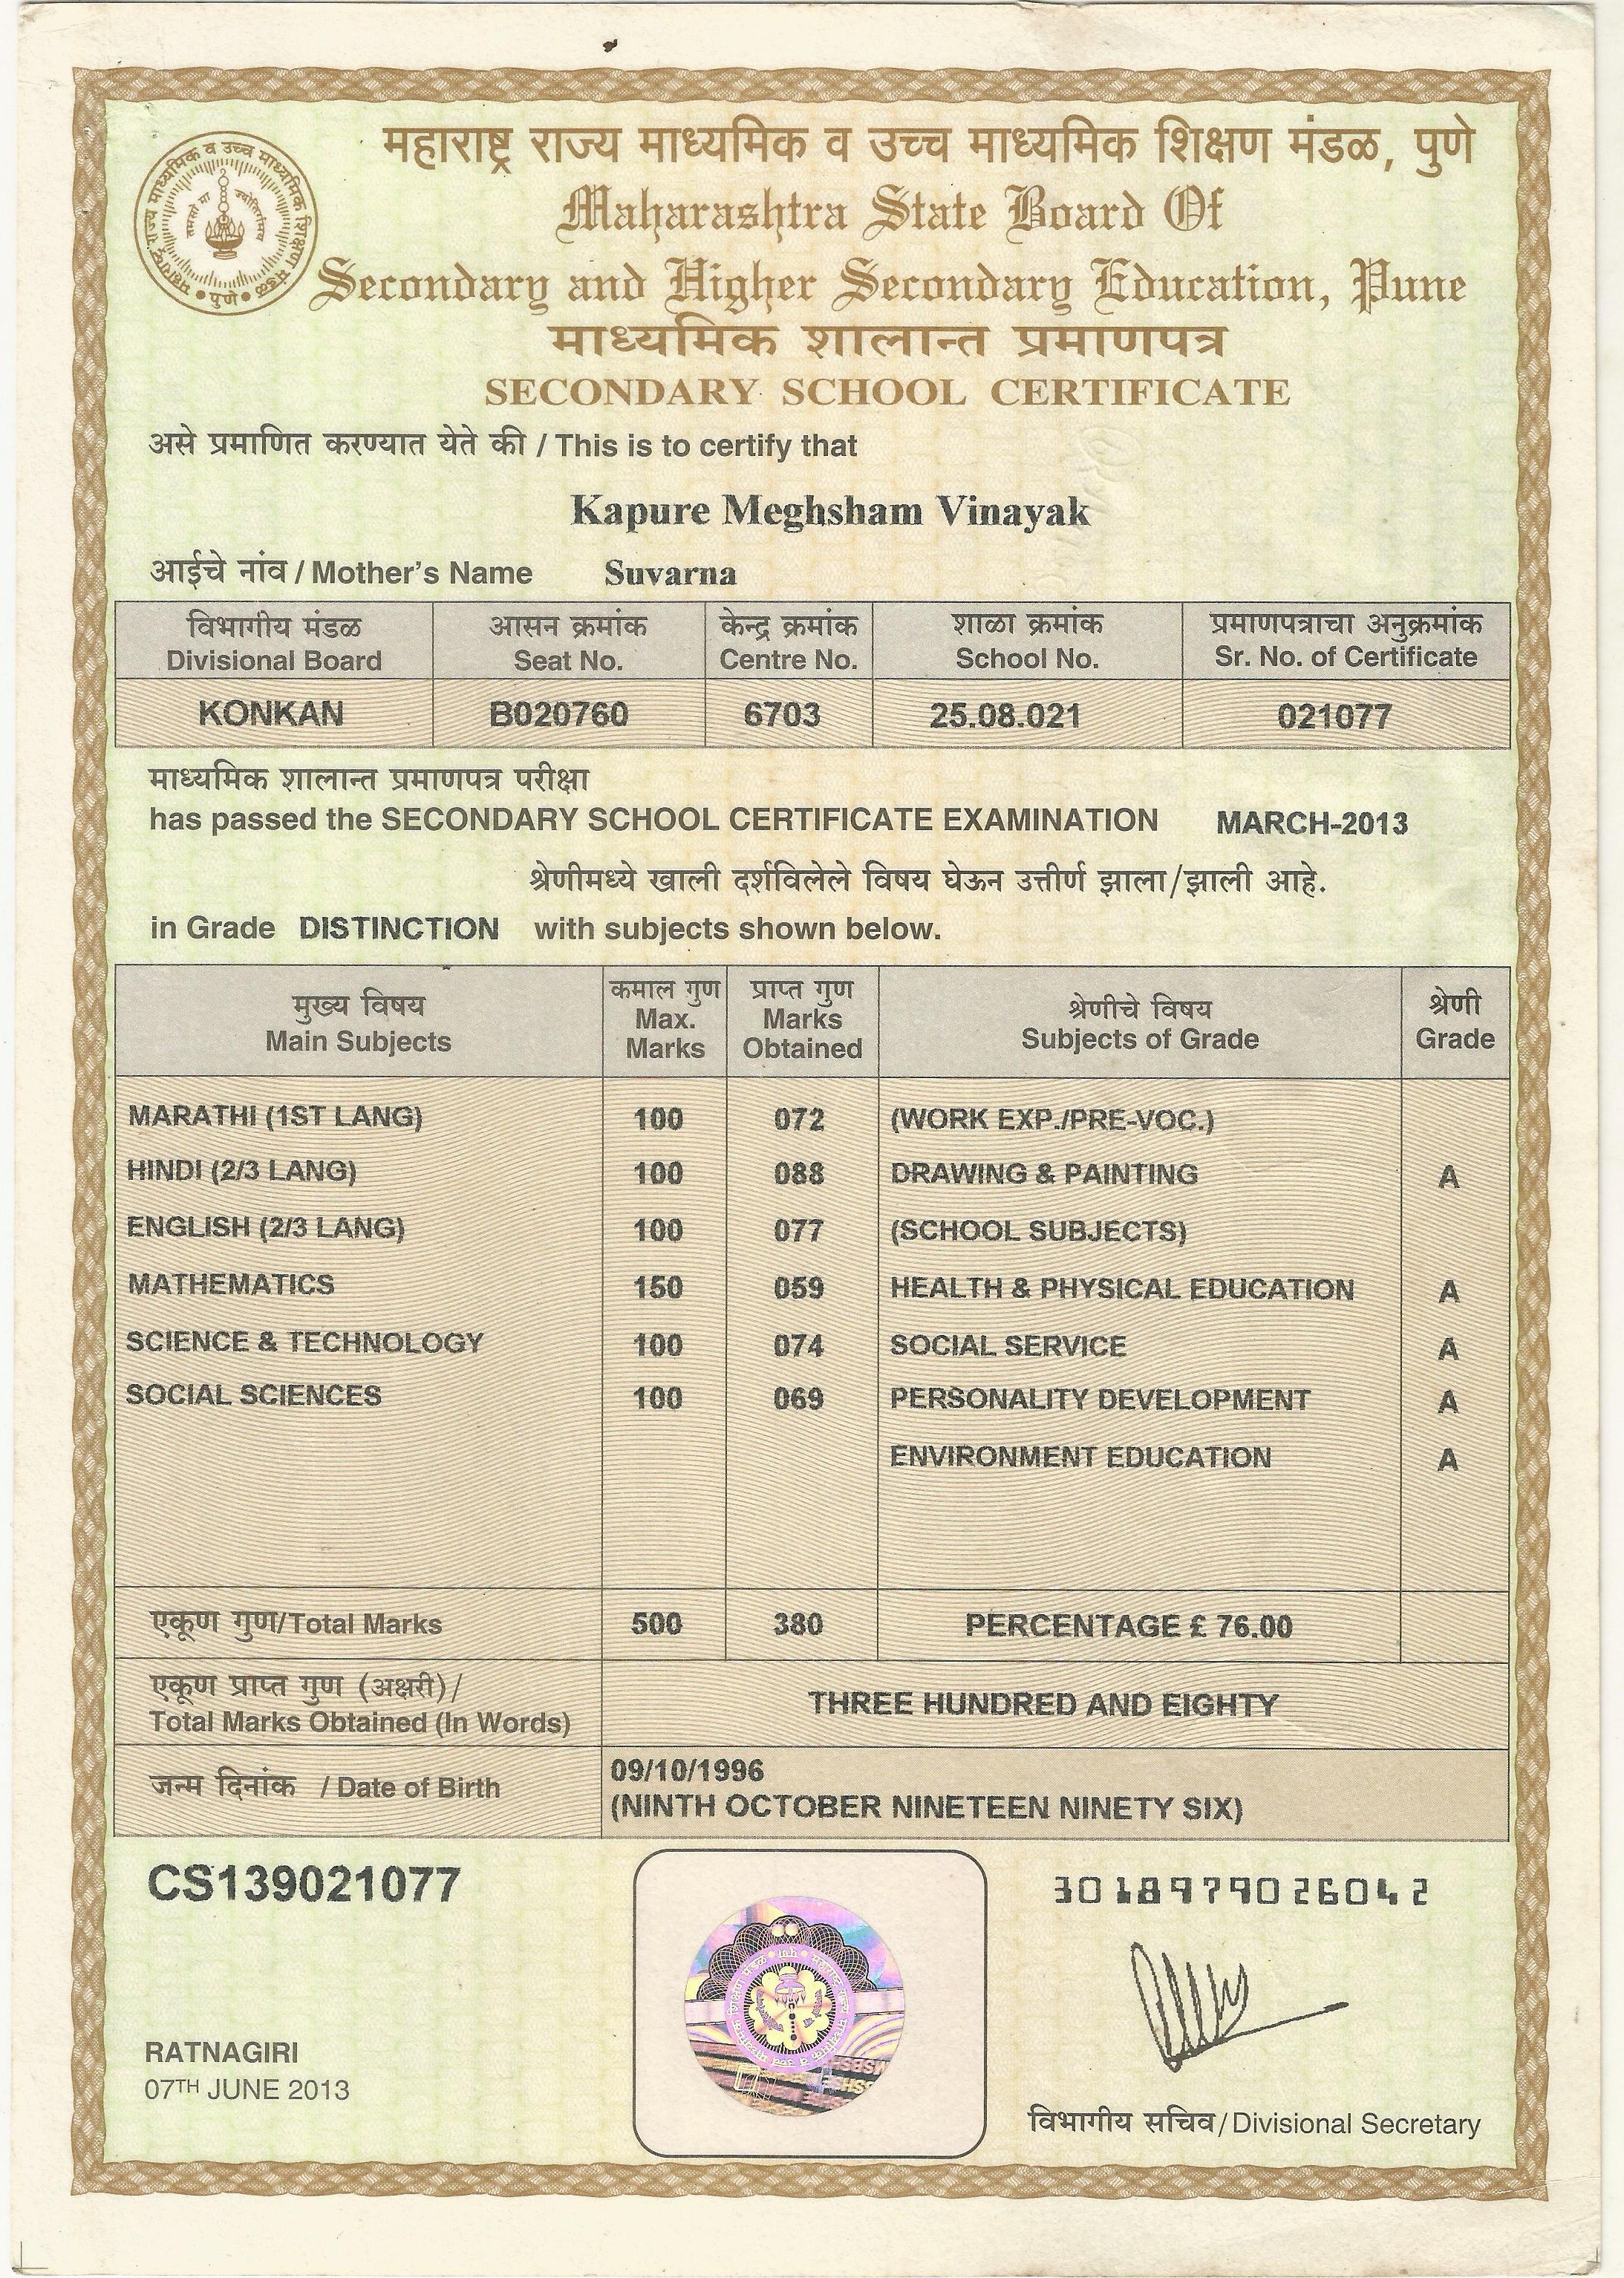 महाराष्ट्र राज्य माध्यमिक व उच्च माध्यमिक शिक्षण मंडळ, पुणे
Maharashtra State Board Of
Secondary and Higher Secondary Education, Pune
माध्यमिक शालान्त प्रमाणपत्र
SECONDARY SCHOOL CERTIFICATE
महाराष्ट्र राज्य माध्यमिक व उच्च माध्यमिक शिक्षण मंडळ • पुणे •
तमसो मा ज्योतिर्गमय
असे प्रमाणित करण्यात येते की / This is to certify that
Kapure Meghsham Vinayak
आईचे नांव / Mother's Name Suvarna
विभागीय मंडळ आसन क्रमांक केन्द्र क्रमांक शाळा क्रमांक प्रमाणपत्राचा अनुक्रमांक
Divisional Board Seat No. Centre No. School No. Sr. No. of Certificate
KONKAN B020760 6703 25.08.021 021077
माध्यमिक शालान्त प्रमाणपत्र परीक्षा
has passed the SECONDARY SCHOOL CERTIFICATE EXAMINATION MARCH-2013
श्रेणीमध्ये खाली दर्शविलेले विषय घेऊन उत्तीर्ण झाला/झाली आहे.
in Grade DISTINCTION with subjects shown below.
मुख्य विषय कमाल गुण प्राप्त गुण श्रेणीचे विषय श्रेणी
Main Subjects Max. Marks Marks Obtained Subjects of Grade Grade
MARATHI (1ST LANG) 100 072 (WORK EXP./PRE-VOC.)
HINDI (2/3 LANG) 100 088 DRAWING & PAINTING A
ENGLISH (2/3 LANG) 100 077 (SCHOOL SUBJECTS)
MATHEMATICS 150 059 HEALTH & PHYSICAL EDUCATION A
SCIENCE & TECHNOLOGY 100 074 SOCIAL SERVICE A
SOCIAL SCIENCES 100 069 PERSONALITY DEVELOPMENT A
ENVIRONMENT EDUCATION A
एकूण गुण/Total Marks 500 380 PERCENTAGE £ 76.00
एकूण प्राप्त गुण (अक्षरी)/
Total Marks Obtained (In Words) THREE HUNDRED AND EIGHTY
जन्म दिनांक / Date of Birth 09/10/1996
(NINTH OCTOBER NINETEEN NINETY SIX)
CS139021077
3018979026042
RATNAGIRI
07TH JUNE 2013
विभागीय सचिव/Divisional Secretary